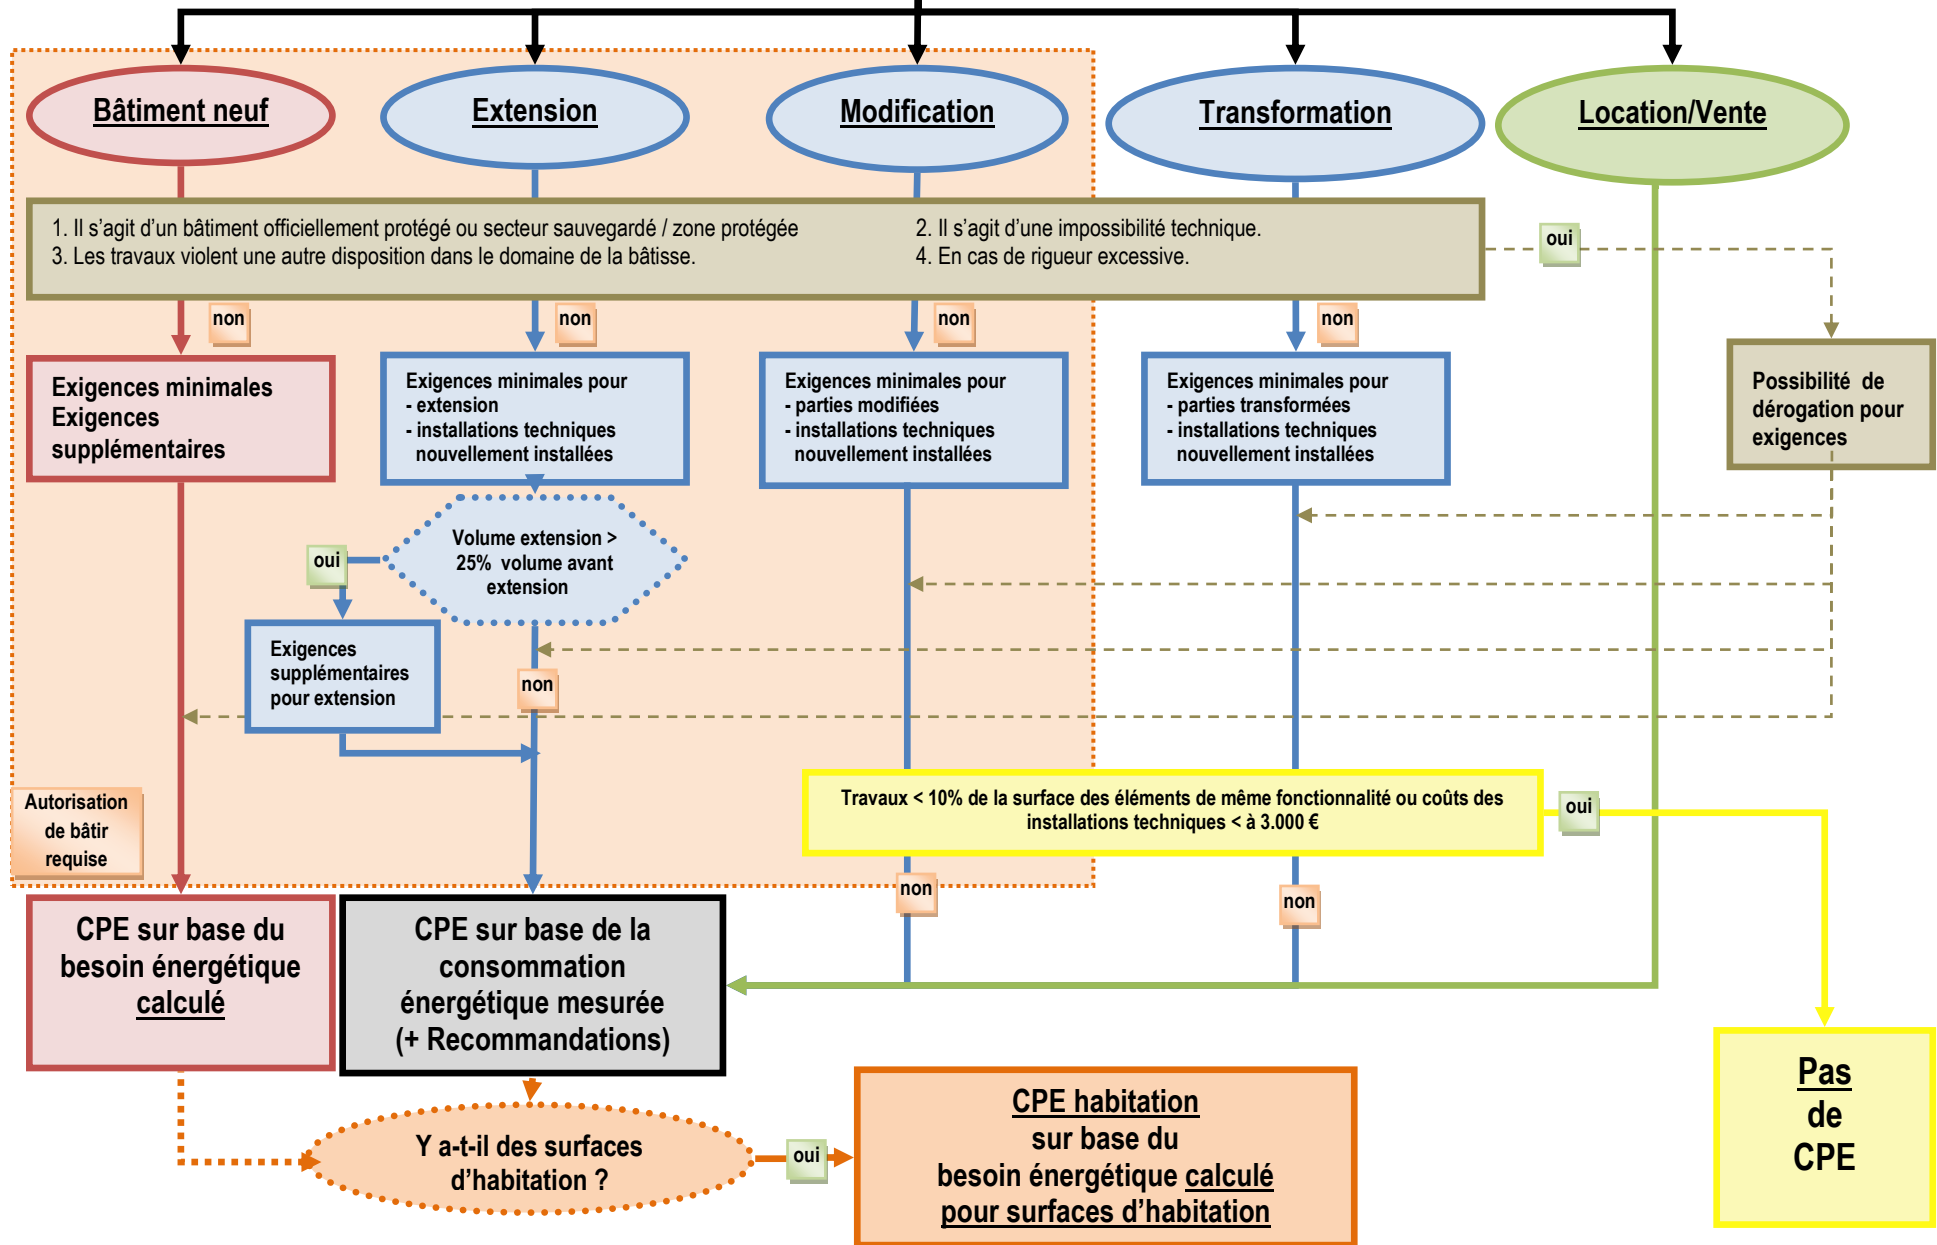 Bâtiment neuf
Extension
Modification
Transformation
Location/Vente
1. Il s’agit d’un bâtiment officiellement protégé ou secteur sauvegardé / zone protégée
2. Il s’agit d’une impossibilité technique.
3. Les travaux violent une autre disposition dans le domaine de la bâtisse.
4. En cas de rigueur excessive.
oui
non
non
non
non
Exigences minimales
Exigences
supplémentaires
Exigences minimales pour
- extension
- installations techniques
nouvellement installées
Exigences minimales pour
- parties modifiées
- installations techniques
nouvellement installées
Exigences minimales pour
- parties transformées
- installations techniques
nouvellement installées
Possibilité de
dérogation pour
exigences
Volume extension >
25% volume avant
extension
oui
Exigences
supplémentaires
pour extension
non
Autorisation
de bâtir
requise
Travaux < 10% de la surface des éléments de même fonctionnalité ou coûts des
installations techniques < à 3.000 €
oui
non
non
CPE sur base du
besoin énergétique
calculé
CPE sur base de la
consommation
énergétique mesurée
(+ Recommandations)
Y a-t-il des surfaces
d’habitation ?
oui
CPE habitation
sur base du
besoin énergétique calculé
pour surfaces d’habitation
Pas
de
CPE